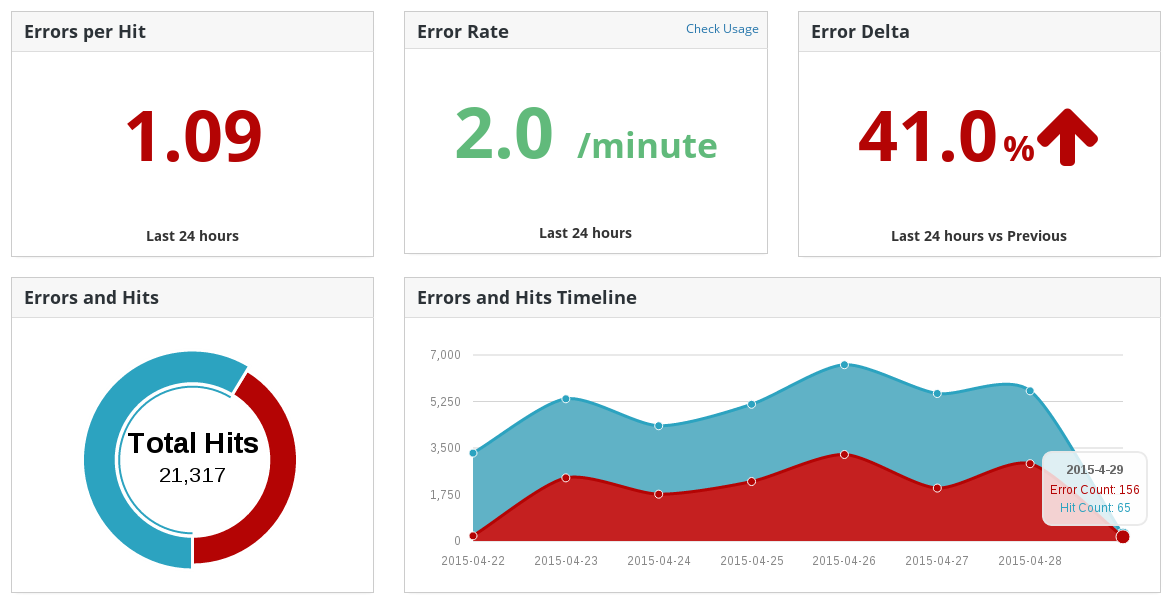 Errors per Hit
1.09
Last 24 hours
Error Rate
Check Usage
2.0 /minute
Last 24 hours
Error Delta
41.0 %
Last 24 hours vs Previous
Errors and Hits
Total Hits
21,317
Errors and Hits Timeline
7,000
5,250
3,500
1,750
0
2015-4-29
Error Count: 156
Hit Count: 65
2015-04-22 2015-04-23 2015-04-24 2015-04-25 2015-04-26 2015-04-27 2015-04-28